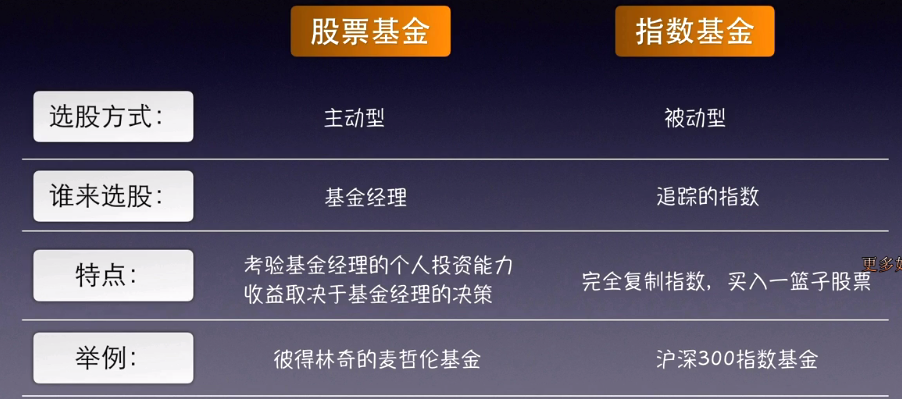 股票基金
指数基金
选股方式：
主动型
被动型
谁来选股：
基金经理
追踪的指数
特点：
考验基金经理的个人投资能力
收益取决于基金经理的决策
完全复制指数，买入一篮子股票
更多
举例：
彼得林奇的麦哲伦基金
沪深300指数基金